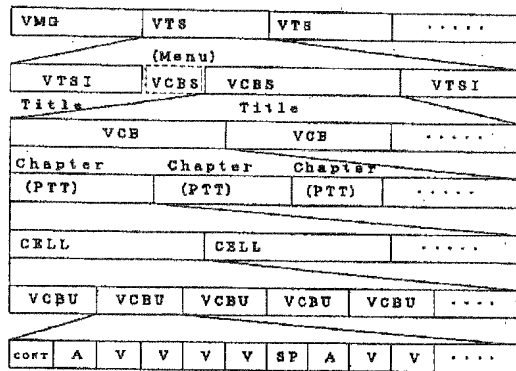 VMG VTS VTS .....
(Menu)
VTSI VCBS VCBS VTSI
Title Title
VCB VCB .....
Chapter Chapter Chapter
(PTT) (PTT) (PTT) .....
CELL CELL .....
VCBU VCBU VCBU VCBU VCBU ....
CONT A V V V V SP A V V ....